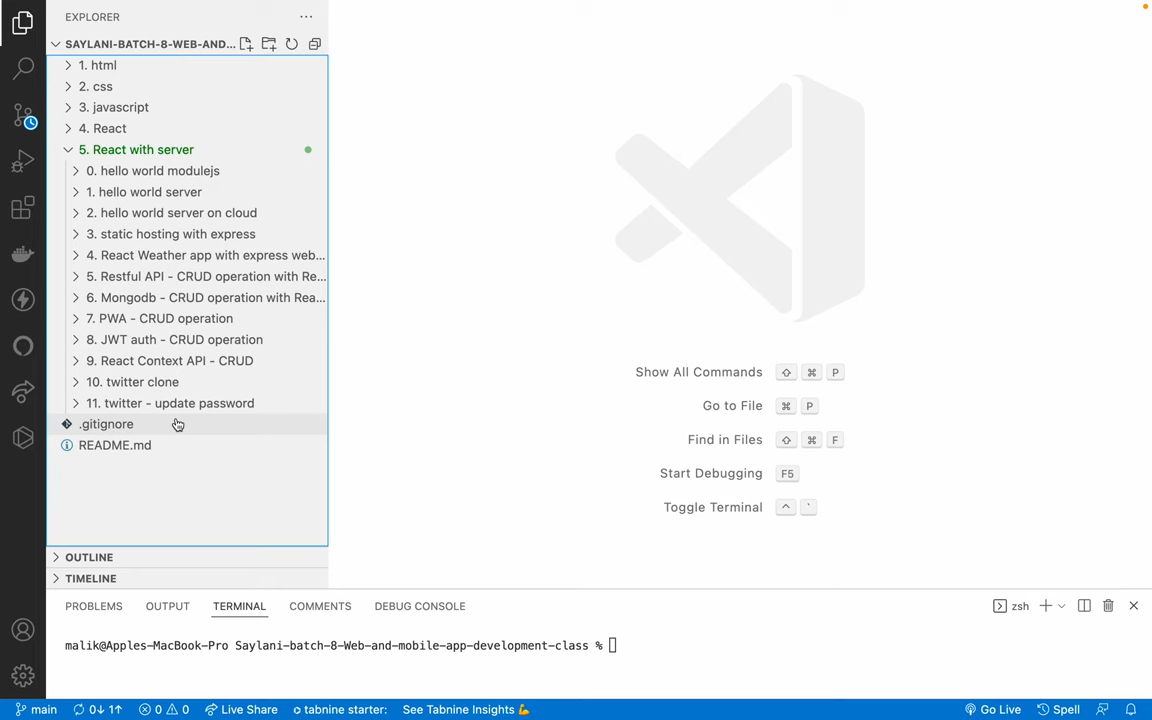 EXPLORER
SAYLANI-BATCH-8-WEB-AND...
1. html
2. css
3. javascript
4. React
5. React with server
0. hello world modulejs
1. hello world server
2. hello world server on cloud
3. static hosting with express
4. React Weather app with express web...
5. Restful API - CRUD operation with Re...
6. Mongodb - CRUD operation with Rea...
7. PWA - CRUD operation
8. JWT auth - CRUD operation
9. React Context API - CRUD
10. twitter clone
11. twitter - update password
.gitignore
README.md
OUTLINE
TIMELINE
Show All Commands ⇧ ⌘ P
Go to File ⌘ P
Find in Files ⇧ ⌘ F
Start Debugging F5
Toggle Terminal ^ `
PROBLEMS OUTPUT TERMINAL COMMENTS DEBUG CONSOLE zsh
malik@Apples-MacBook-Pro Saylani-batch-8-Web-and-mobile-app-development-class %
main 0↓ 1↑ 0 0 Live Share tabnine starter: See Tabnine Insights 💪 Go Live Spell